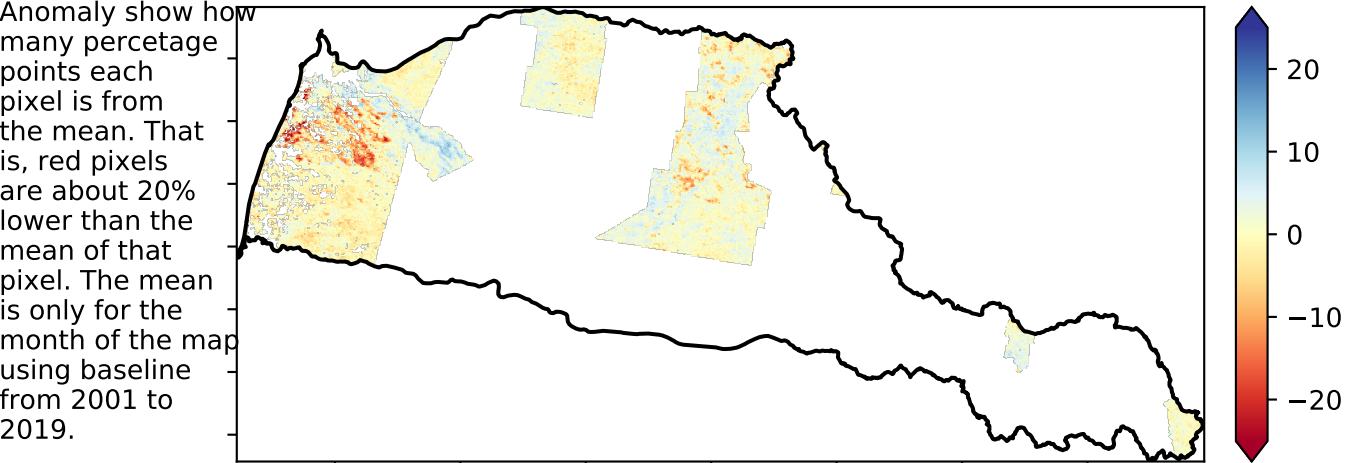 Anomaly show how
many percetage
points each
pixel is from
the mean. That
is, red pixels
are about 20%
lower than the
mean of that
pixel. The mean
is only for the
month of the map
using baseline
from 2001 to
2019.
20
10
0
−10
−20